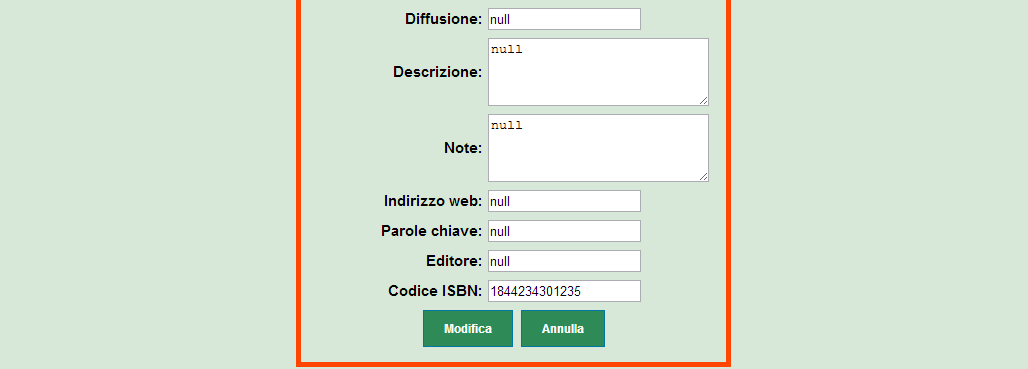 Diffusione: null
Descrizione: null
Note: null
Indirizzo web: null
Parole chiave: null
Editore: null
Codice ISBN: 1844234301235
Modifica Annulla